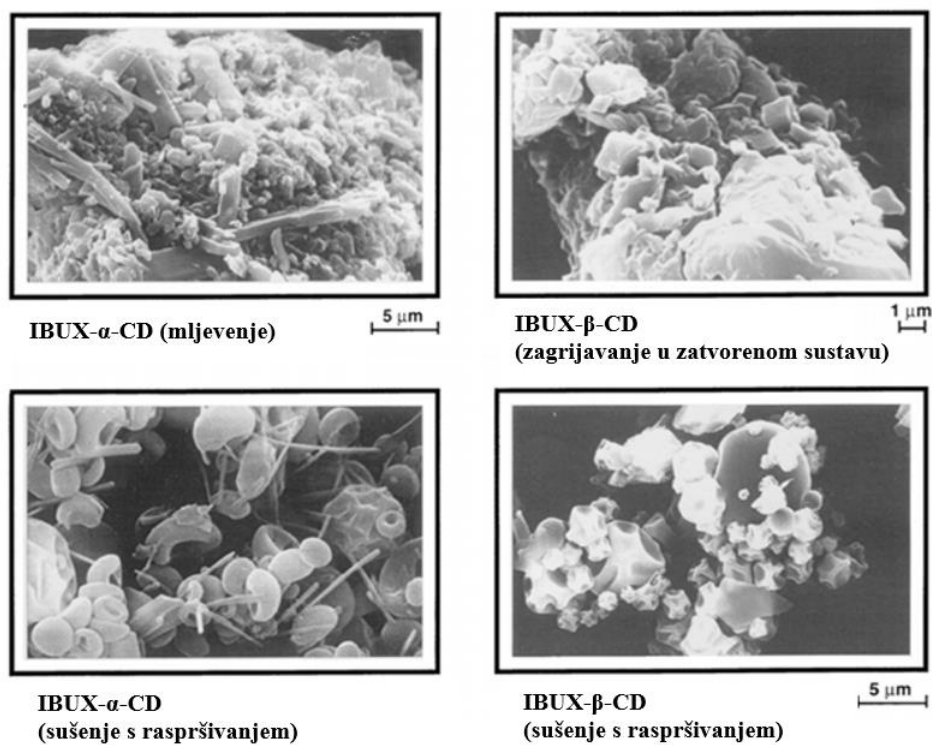 IBUX-α-CD (mljevenje)
5 μm
IBUX-β-CD
(zagrijavanje u zatvorenom sustavu)
1 μm
IBUX-α-CD
(sušenje s raspršivanjem)
IBUX-β-CD
(sušenje s raspršivanjem)
5 μm